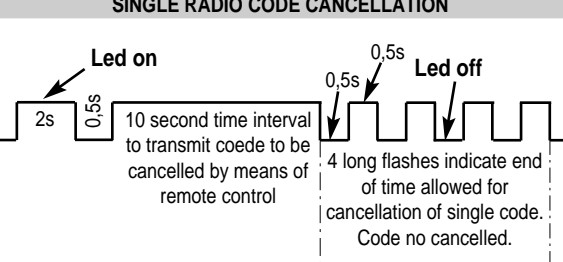 SINGLE RADIO CODE CANCELLATION
Led on
0,5s
0,5s
Led off
2s
0,5s
10 second time interval
to transmit coede to be
cancelled by means of
remote control
4 long flashes indicate end
of time allowed for
cancellation of single code.
Code no cancelled.